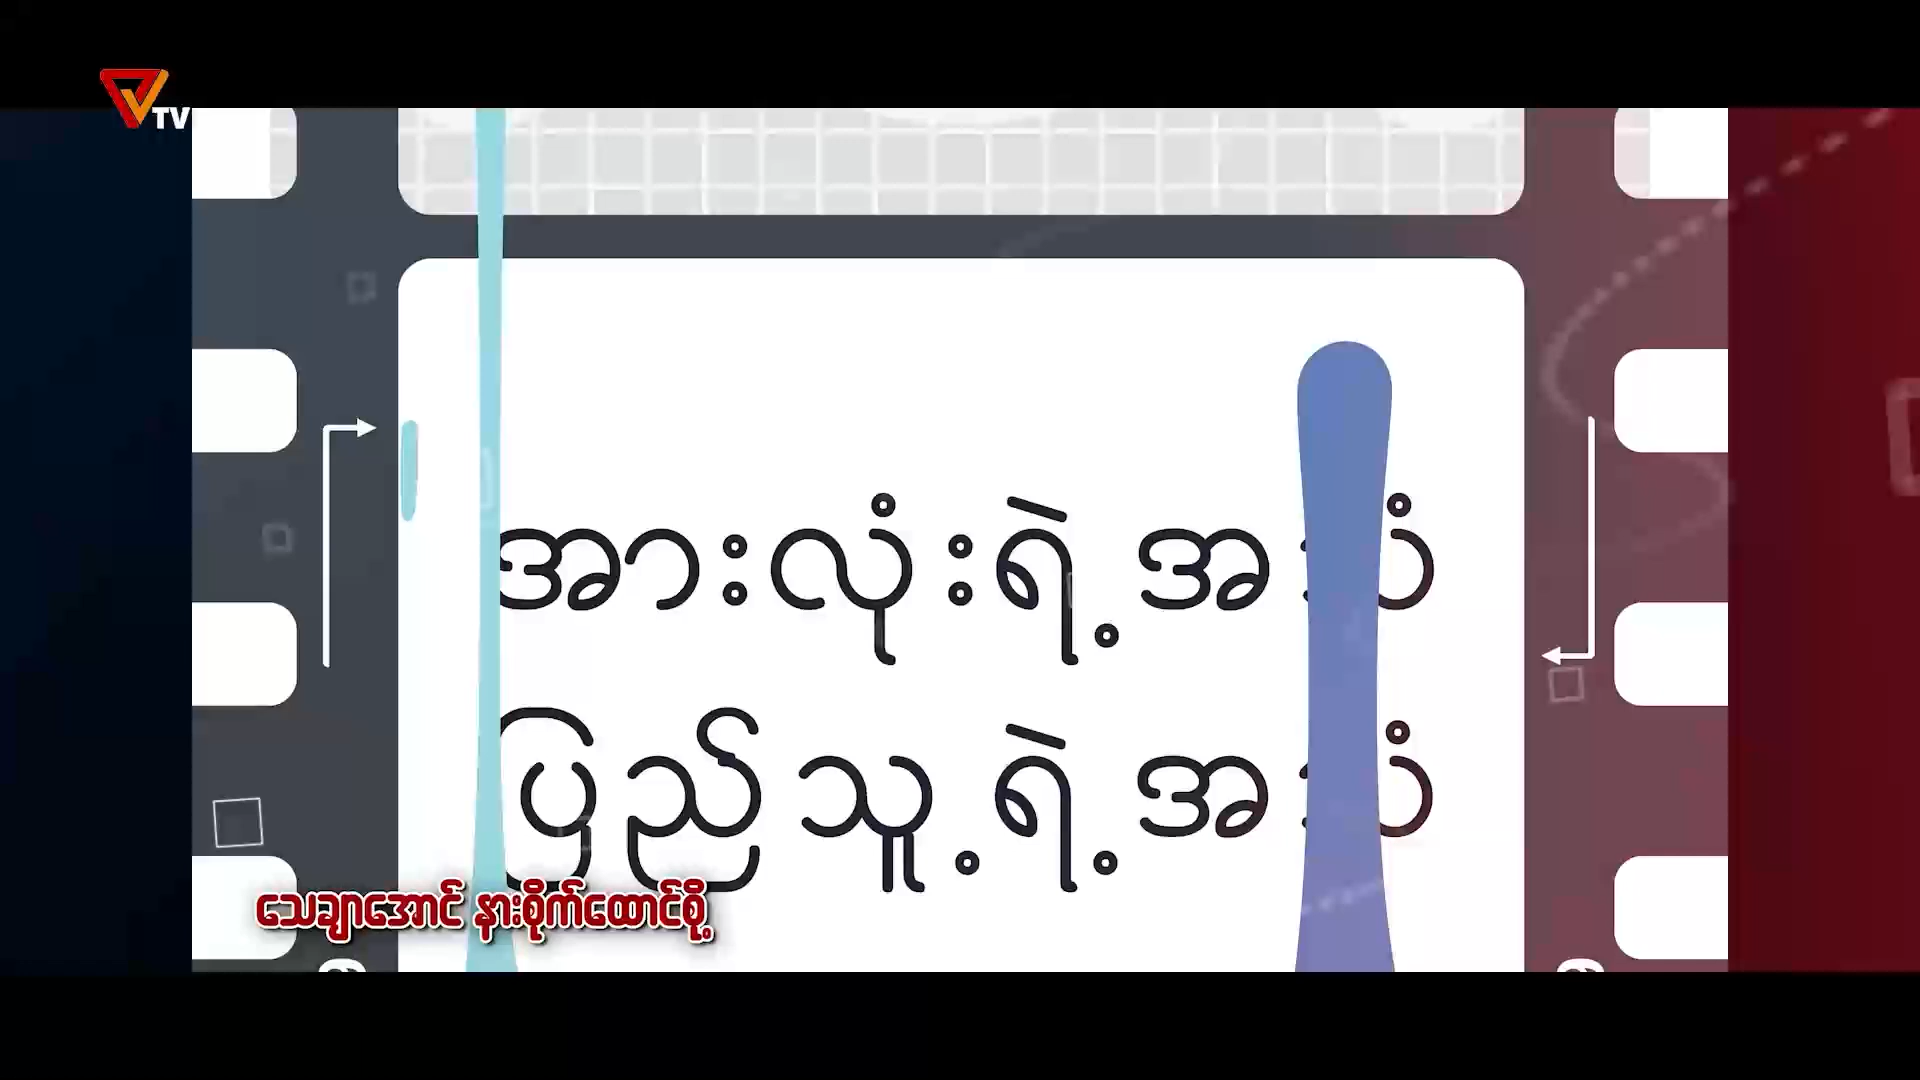 TV
အားလုံးရဲ့
ပြည်သူ့ရဲ့
သေချာအောင် နားစိုက်ထောင်စို့